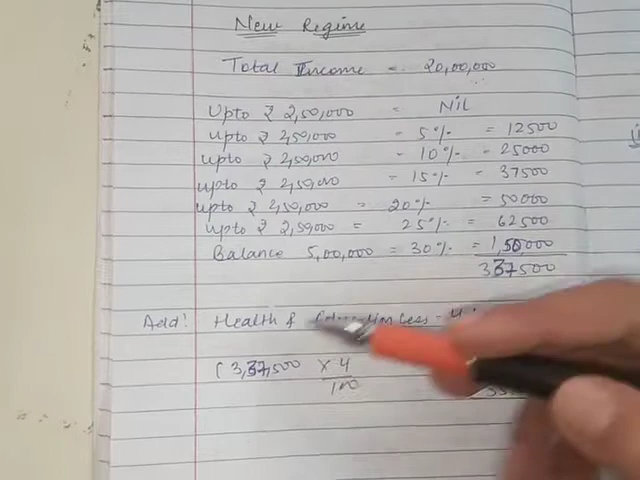 New Regime
Total Income = 20,00,000
Upto ₹ 2,50,000 = Nil
upto ₹ 2,50,000 - 5% = 12500
upto ₹ 2,50,000 - 10% - 25000
upto ₹ 2,50,000 = 15% - 37500
upto ₹ 2,50,000 = 20% = 50000
upto ₹ 2,50,000 = 25% = 62500
Balance 5,00,000 = 30% = 1,50,000
337500
Add: Health & Cess - 4
(3,37,500 × 4
100